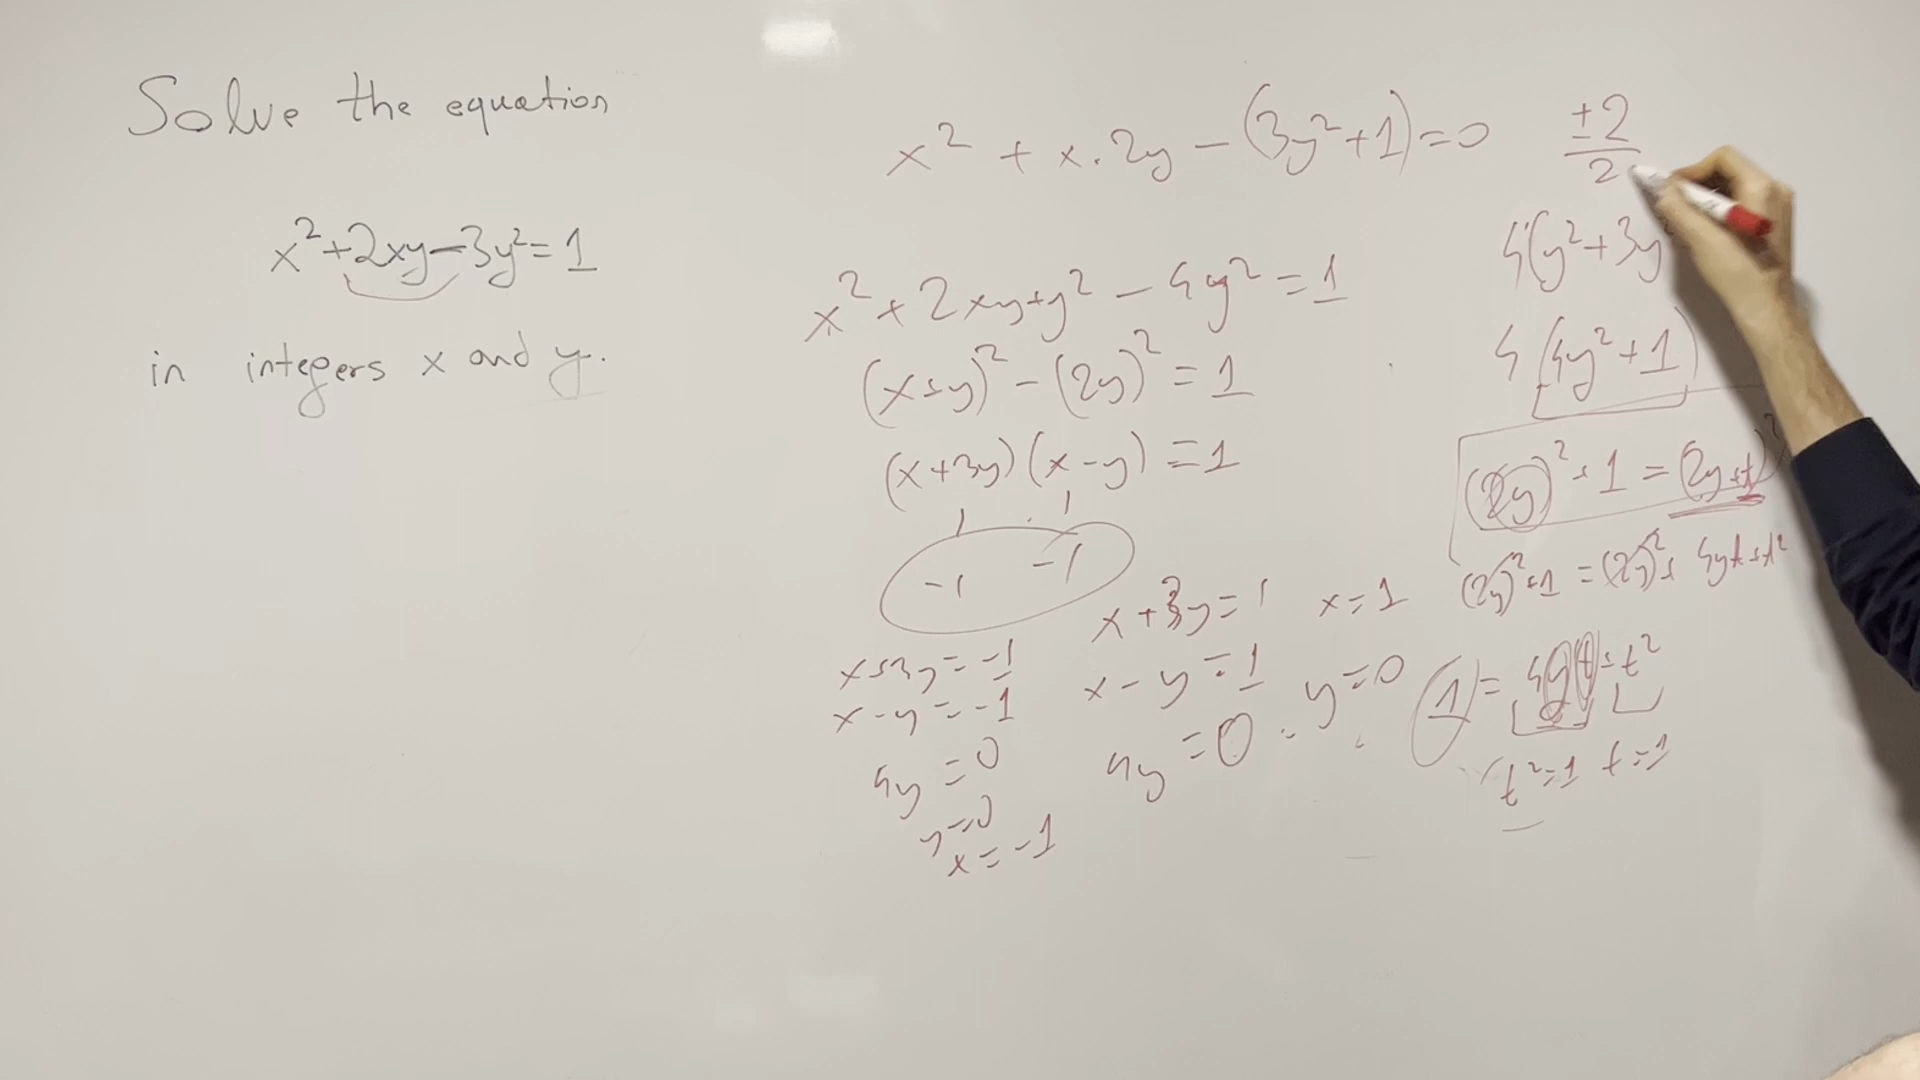 Solve the equation
x²+2xy-3y²=1
in integers x and y.
x² + x.2y - (3y²+1)=0
x²+2xy+y² - 4y² = 1
(x+y)² - (2y)² = 1
(x+3y)(x-y) = 1
1 1
-1 -1
x+3y=-1
x-y=-1
4y=0
y=0
x=-1
x+3y=1 x=1
x-y=1 y=0
4y=0
±2
2
4(y²+3y²
4(4y²+1)
(2y)²+1=(2y+t)²
(2y)²+1=(2y)²+4yt+t²
1=4yt+t²
t²=1 t=1